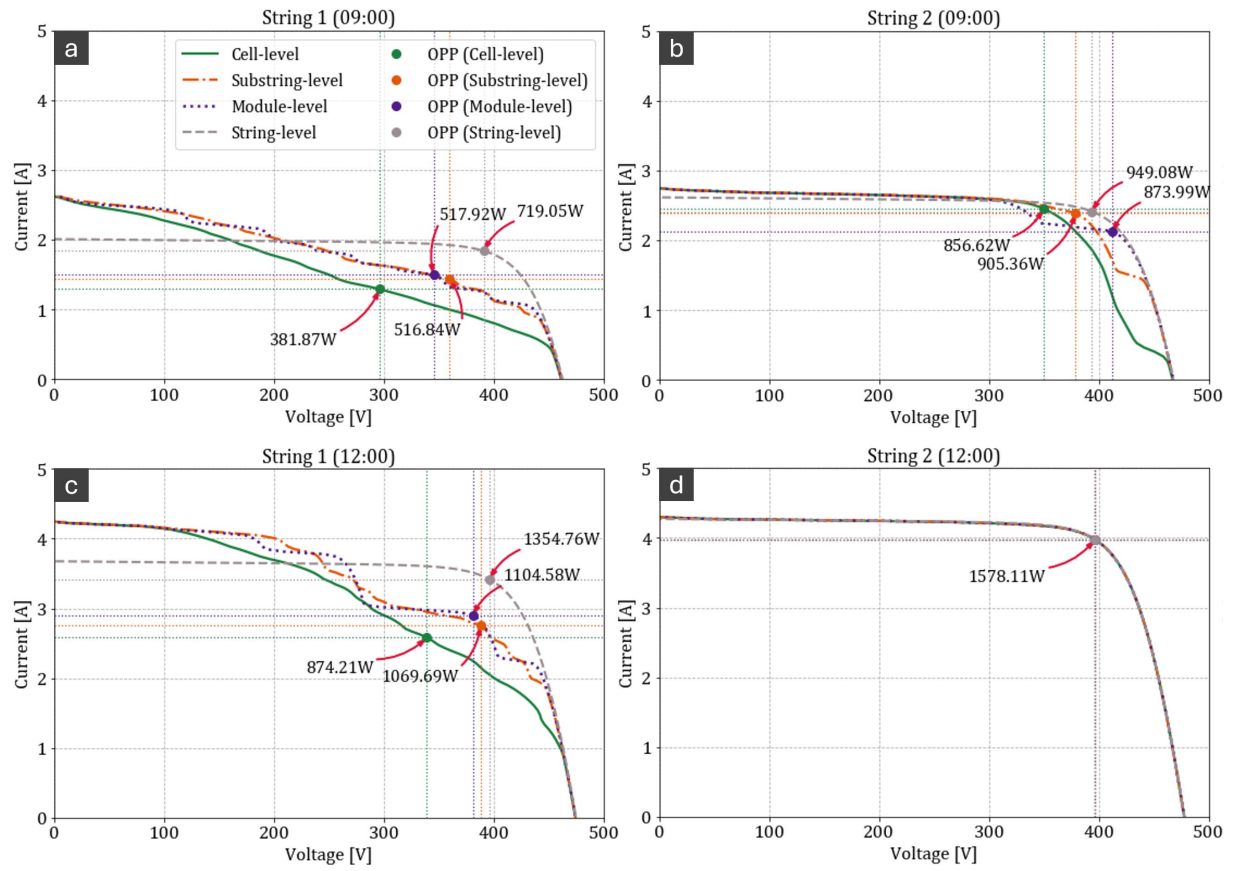 String 1 (09:00)
a
Cell-level
Substring-level
Module-level
String-level
OPP (Cell-level)
OPP (Substring-level)
OPP (Module-level)
OPP (String-level)
517.92W
719.05W
381.87W
516.84W
5
4
3
2
1
0
Current [A]
0 100 200 300 400 500
Voltage [V]
String 2 (09:00)
b
949.08W
873.99W
856.62W
905.36W
5
4
3
2
1
0
Current [A]
0 100 200 300 400 500
Voltage [V]
String 1 (12:00)
c
1354.76W
1104.58W
874.21W
1069.69W
5
4
3
2
1
0
Current [A]
0 100 200 300 400 500
Voltage [V]
String 2 (12:00)
d
1578.11W
5
4
3
2
1
0
Current [A]
0 100 200 300 400 500
Voltage [V]